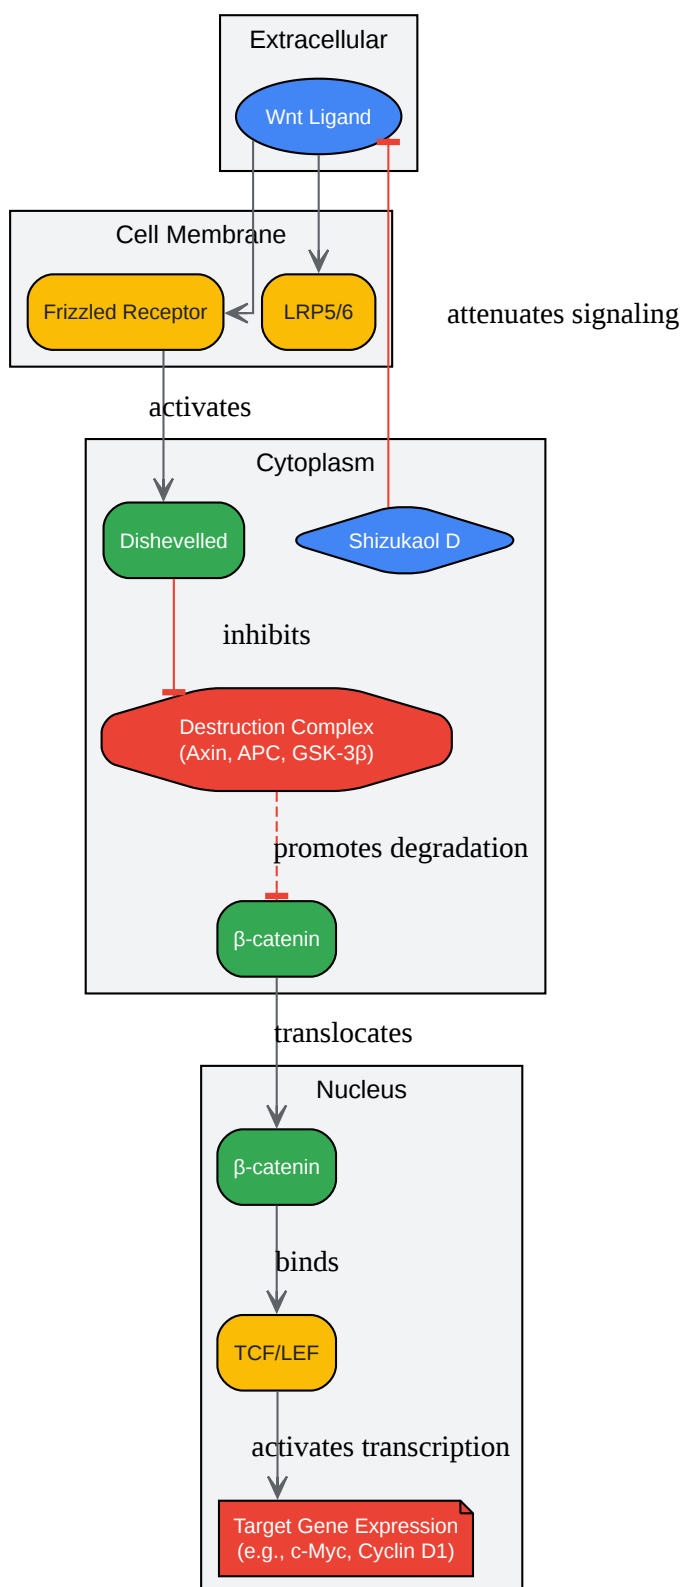 Extracellular
Wnt Ligand
Cell Membrane
Frizzled Receptor
LRP5/6
attenuates signaling
activates
Cytoplasm
Dishevelled
Shizukaol D
inhibits
Destruction Complex
(Axin, APC, GSK-3β)
promotes degradation
β-catenin
translocates
Nucleus
β-catenin
binds
TCF/LEF
activates transcription
Target Gene Expression
(e.g., c-Myc, Cyclin D1)